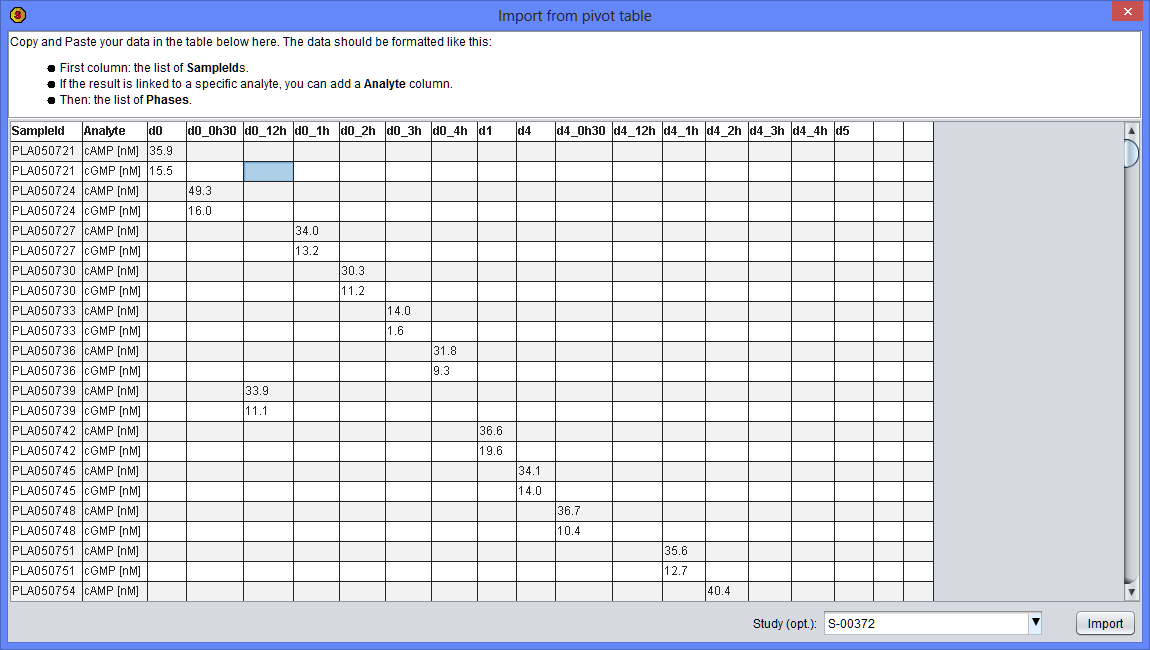 Import from pivot table
Copy and Paste your data in the table below here. The data should be formatted like this:
● First column: the list of SampleIds.
● If the result is linked to a specific analyte, you can add a Analyte column.
● Then: the list of Phases.
SampleId Analyte d0 d0_0h30 d0_12h d0_1h d0_2h d0_3h d0_4h d1 d4 d4_0h30 d4_12h d4_1h d4_2h d4_3h d4_4h d5
PLA050721 cAMP [nM] 35.9
PLA050721 cGMP [nM] 15.5
PLA050724 cAMP [nM] 49.3
PLA050724 cGMP [nM] 16.0
PLA050727 cAMP [nM] 34.0
PLA050727 cGMP [nM] 13.2
PLA050730 cAMP [nM] 30.3
PLA050730 cGMP [nM] 11.2
PLA050733 cAMP [nM] 14.0
PLA050733 cGMP [nM] 1.6
PLA050736 cAMP [nM] 31.8
PLA050736 cGMP [nM] 9.3
PLA050739 cAMP [nM] 33.9
PLA050739 cGMP [nM] 11.1
PLA050742 cAMP [nM] 36.6
PLA050742 cGMP [nM] 19.6
PLA050745 cAMP [nM] 34.1
PLA050745 cGMP [nM] 14.0
PLA050748 cAMP [nM] 36.7
PLA050748 cGMP [nM] 10.4
PLA050751 cAMP [nM] 35.6
PLA050751 cGMP [nM] 12.7
PLA050754 cAMP [nM] 40.4
Study (opt.): S-00372 Import